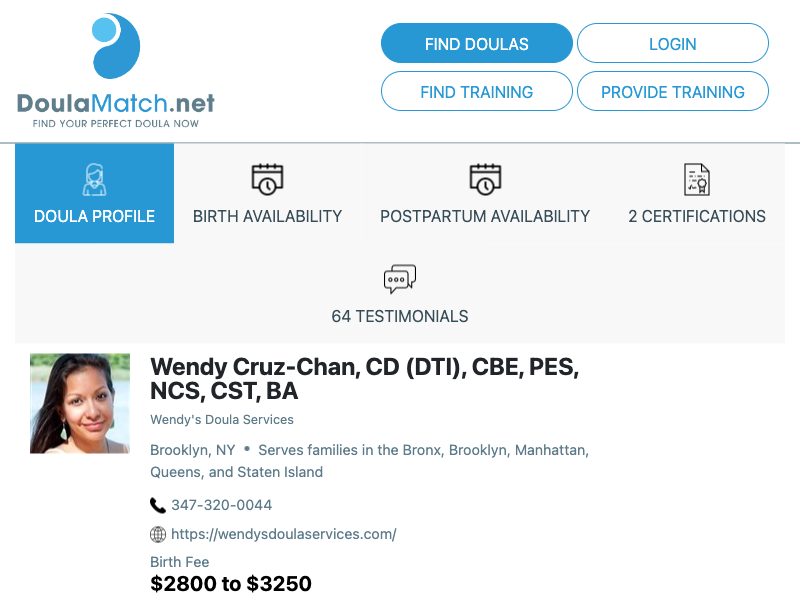 DoulaMatch.net
FIND YOUR PERFECT DOULA NOW
FIND DOULAS
LOGIN
FIND TRAINING
PROVIDE TRAINING
DOULA PROFILE
BIRTH AVAILABILITY
POSTPARTUM AVAILABILITY
2 CERTIFICATIONS
64 TESTIMONIALS
Wendy Cruz-Chan, CD (DTI), CBE, PES,
NCS, CST, BA
Wendy's Doula Services
Brooklyn, NY • Serves families in the Bronx, Brooklyn, Manhattan,
Queens, and Staten Island
347-320-0044
https://wendysdoulaservices.com/
Birth Fee
$2800 to $3250